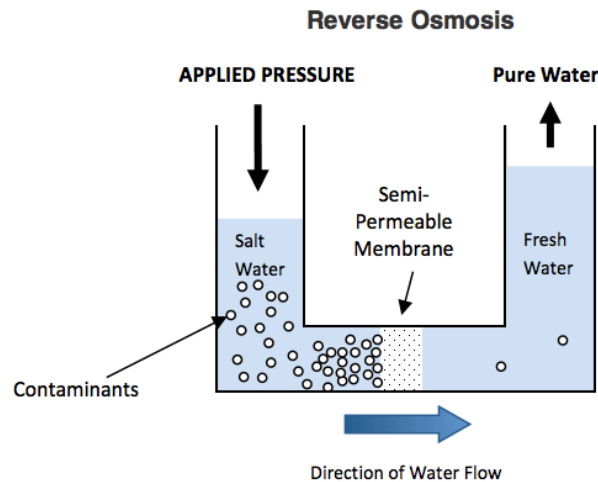 Reverse Osmosis
APPLIED PRESSURE
Pure Water
Semi-
Permeable
Membrane
Salt
Water
Fresh
Water
Contaminants
Direction of Water Flow